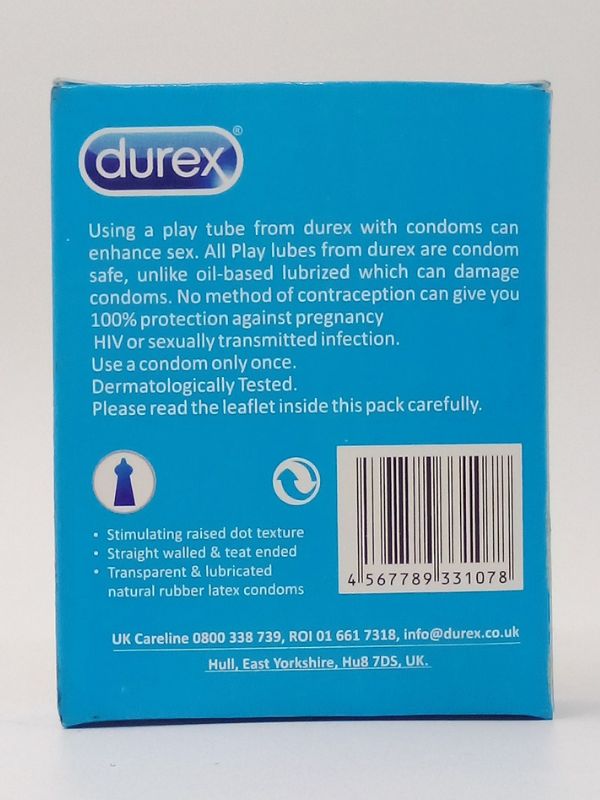 durex®
Using a play tube from durex with condoms can
enhance sex. All Play lubes from durex are condom
safe, unlike oil-based lubrized which can damage
condoms. No method of contraception can give you
100% protection against pregnancy
HIV or sexually transmitted infection.
Use a condom only once.
Dermatologically Tested.
Please read the leaflet inside this pack carefully.
• Stimulating raised dot texture
• Straight walled & teat ended
• Transparent & lubricated
natural rubber latex condoms
4 567789 331078
UK Careline 0800 338 739, ROI 01 661 7318, info@durex.co.uk
Hull, East Yorkshire, Hu8 7DS, UK.